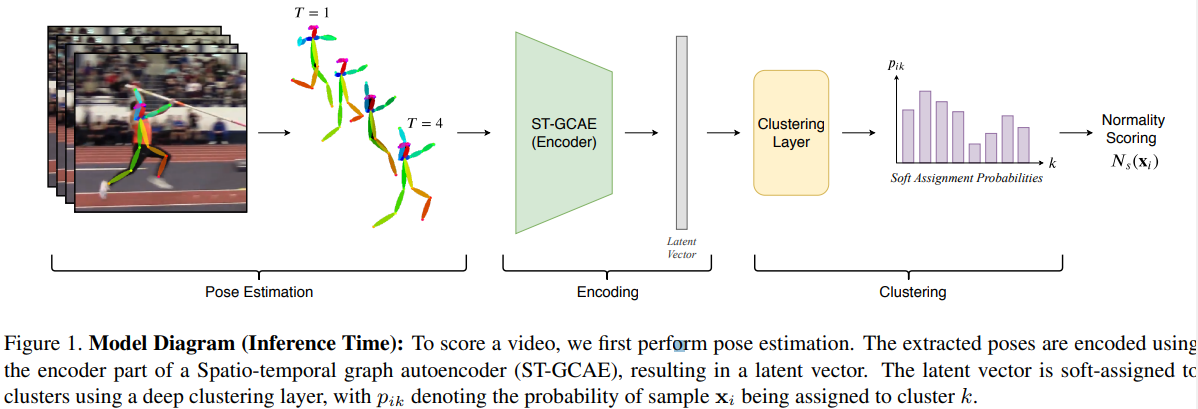 T = 1
T = 4
ST-GCAE
(Encoder)
Latent
Vector
Clustering
Layer
p_{ik}
k
Soft Assignment Probabilities
Normality
Scoring
N_s(x_i)
Pose Estimation
Encoding
Clustering
Figure 1. Model Diagram (Inference Time): To score a video, we first perform pose estimation. The extracted poses are encoded using
the encoder part of a Spatio-temporal graph autoencoder (ST-GCAE), resulting in a latent vector. The latent vector is soft-assigned to
clusters using a deep clustering layer, with p_{ik} denoting the probability of sample x_i being assigned to cluster k.